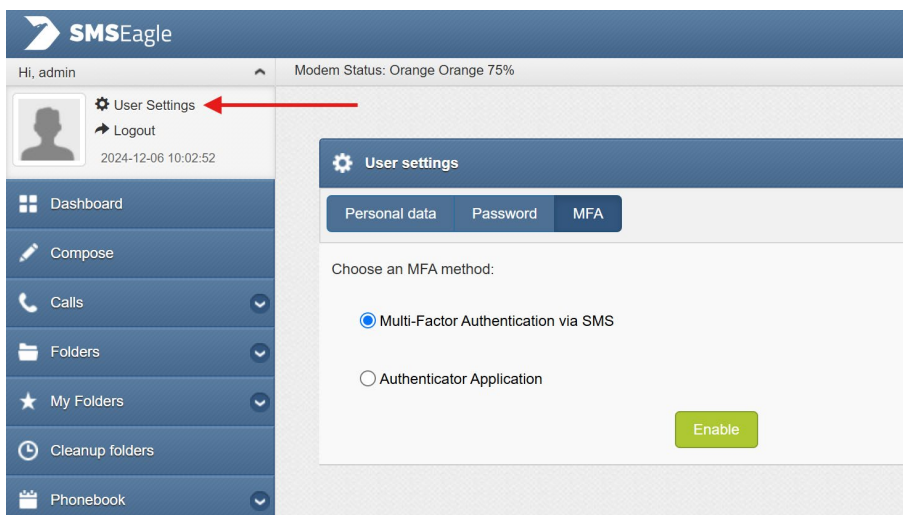 SMSEagle
Hi, admin
Modem Status: Orange Orange 75%
User Settings
Logout
2024-12-06 10:02:52
User settings
Dashboard
Personal data Password MFA
Compose
Choose an MFA method:
Calls
Multi-Factor Authentication via SMS
Folders
Authenticator Application
My Folders
Enable
Cleanup folders
Phonebook